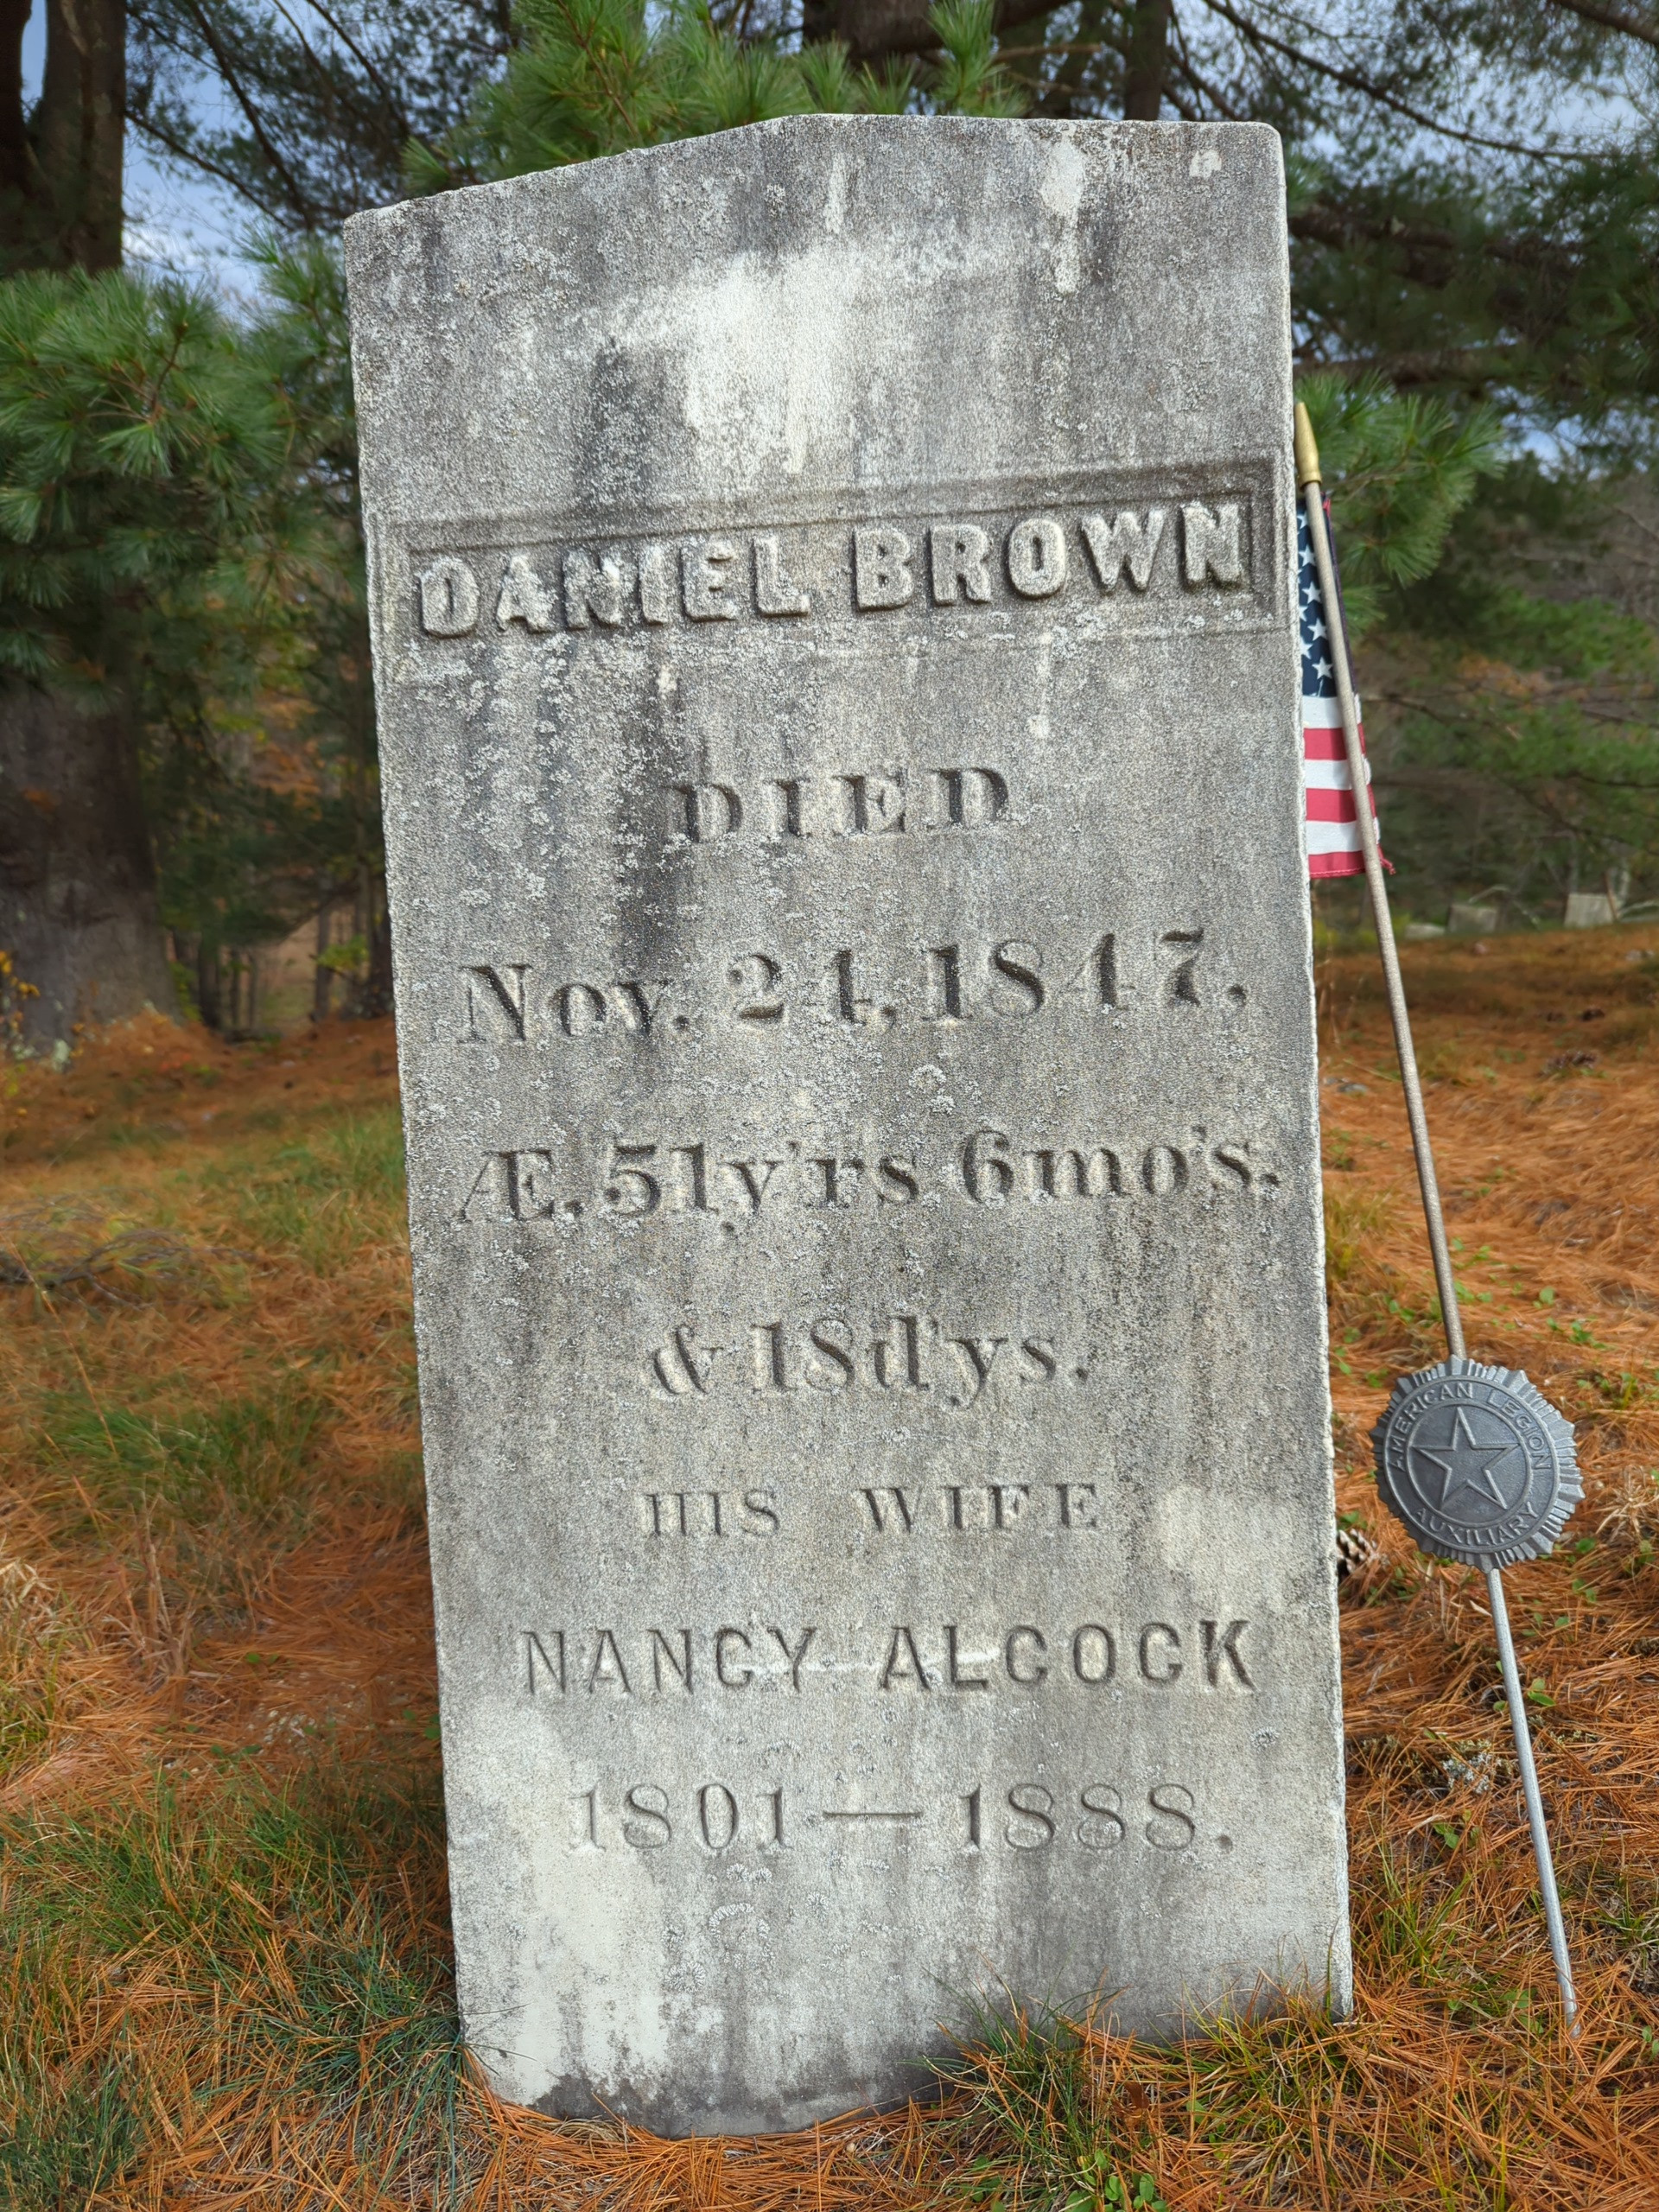 DANIEL BROWN
DIED
Nov. 24, 1847,
Æ. 51 y'rs 6 mo's.
& 18 d'ys.
HIS WIFE
NANCY ALCOCK
1801 — 1888.
AMERICAN LEGION
AUXILIARY